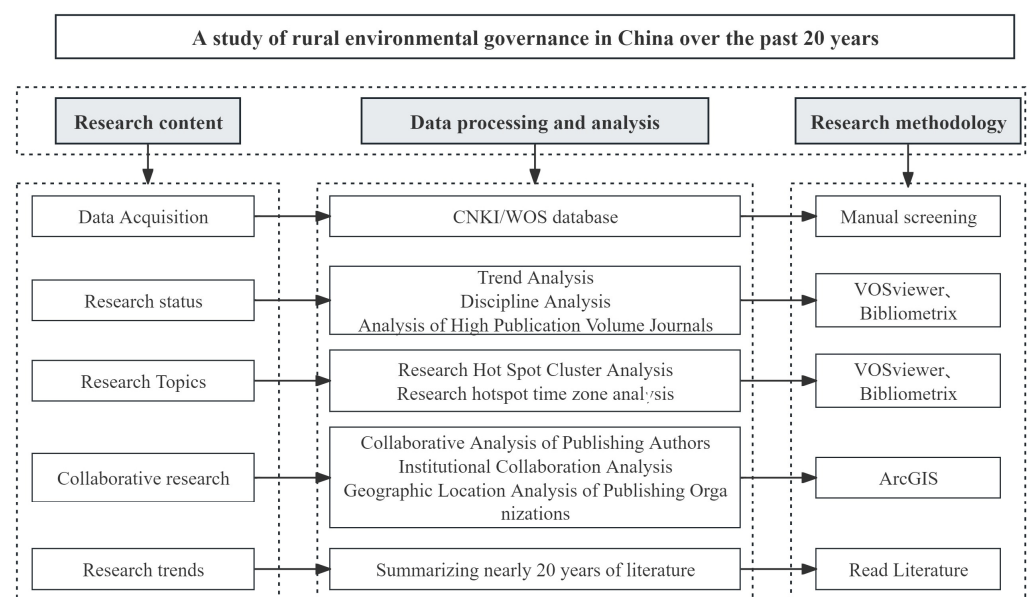 A study of rural environmental governance in China over the past 20 years
Research content
Data processing and analysis
Research methodology
Data Acquisition
CNKI/WOS database
Manual screening
Research status
Trend Analysis
Discipline Analysis
Analysis of High Publication Volume Journals
VOSviewer、
Bibliometrix
Research Topics
Research Hot Spot Cluster Analysis
Research hotspot time zone analysis
VOSviewer、
Bibliometrix
Collaborative research
Collaborative Analysis of Publishing Authors
Institutional Collaboration Analysis
Geographic Location Analysis of Publishing Orga
nizations
ArcGIS
Research trends
Summarizing nearly 20 years of literature
Read Literature